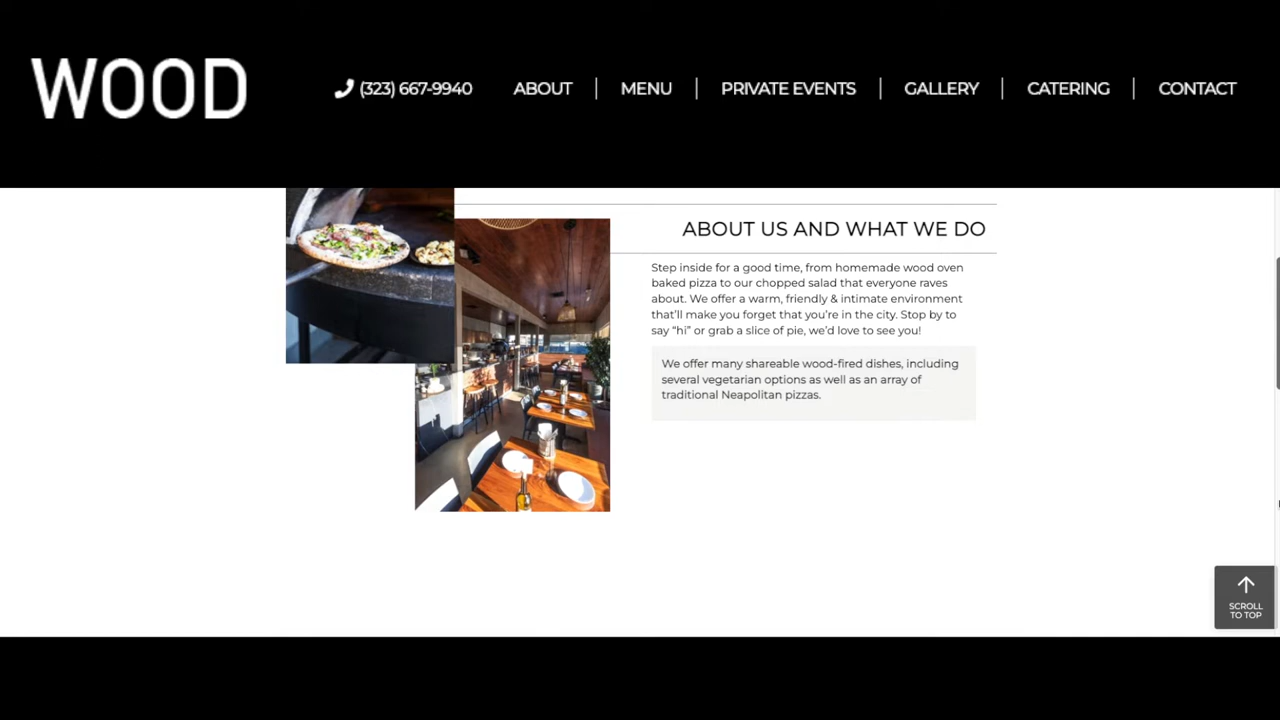 WOOD
(323) 667-9940 ABOUT MENU PRIVATE EVENTS GALLERY CATERING CONTACT
ABOUT US AND WHAT WE DO
Step inside for a good time, from homemade wood oven
baked pizza to our chopped salad that everyone raves
about. We offer a warm, friendly & intimate environment
that’ll make you forget that you’re in the city. Stop by to
say “hi” or grab a slice of pie, we’d love to see you!
We offer many shareable wood-fired dishes, including
several vegetarian options as well as an array of
traditional Neapolitan pizzas.
SCROLL
TO TOP